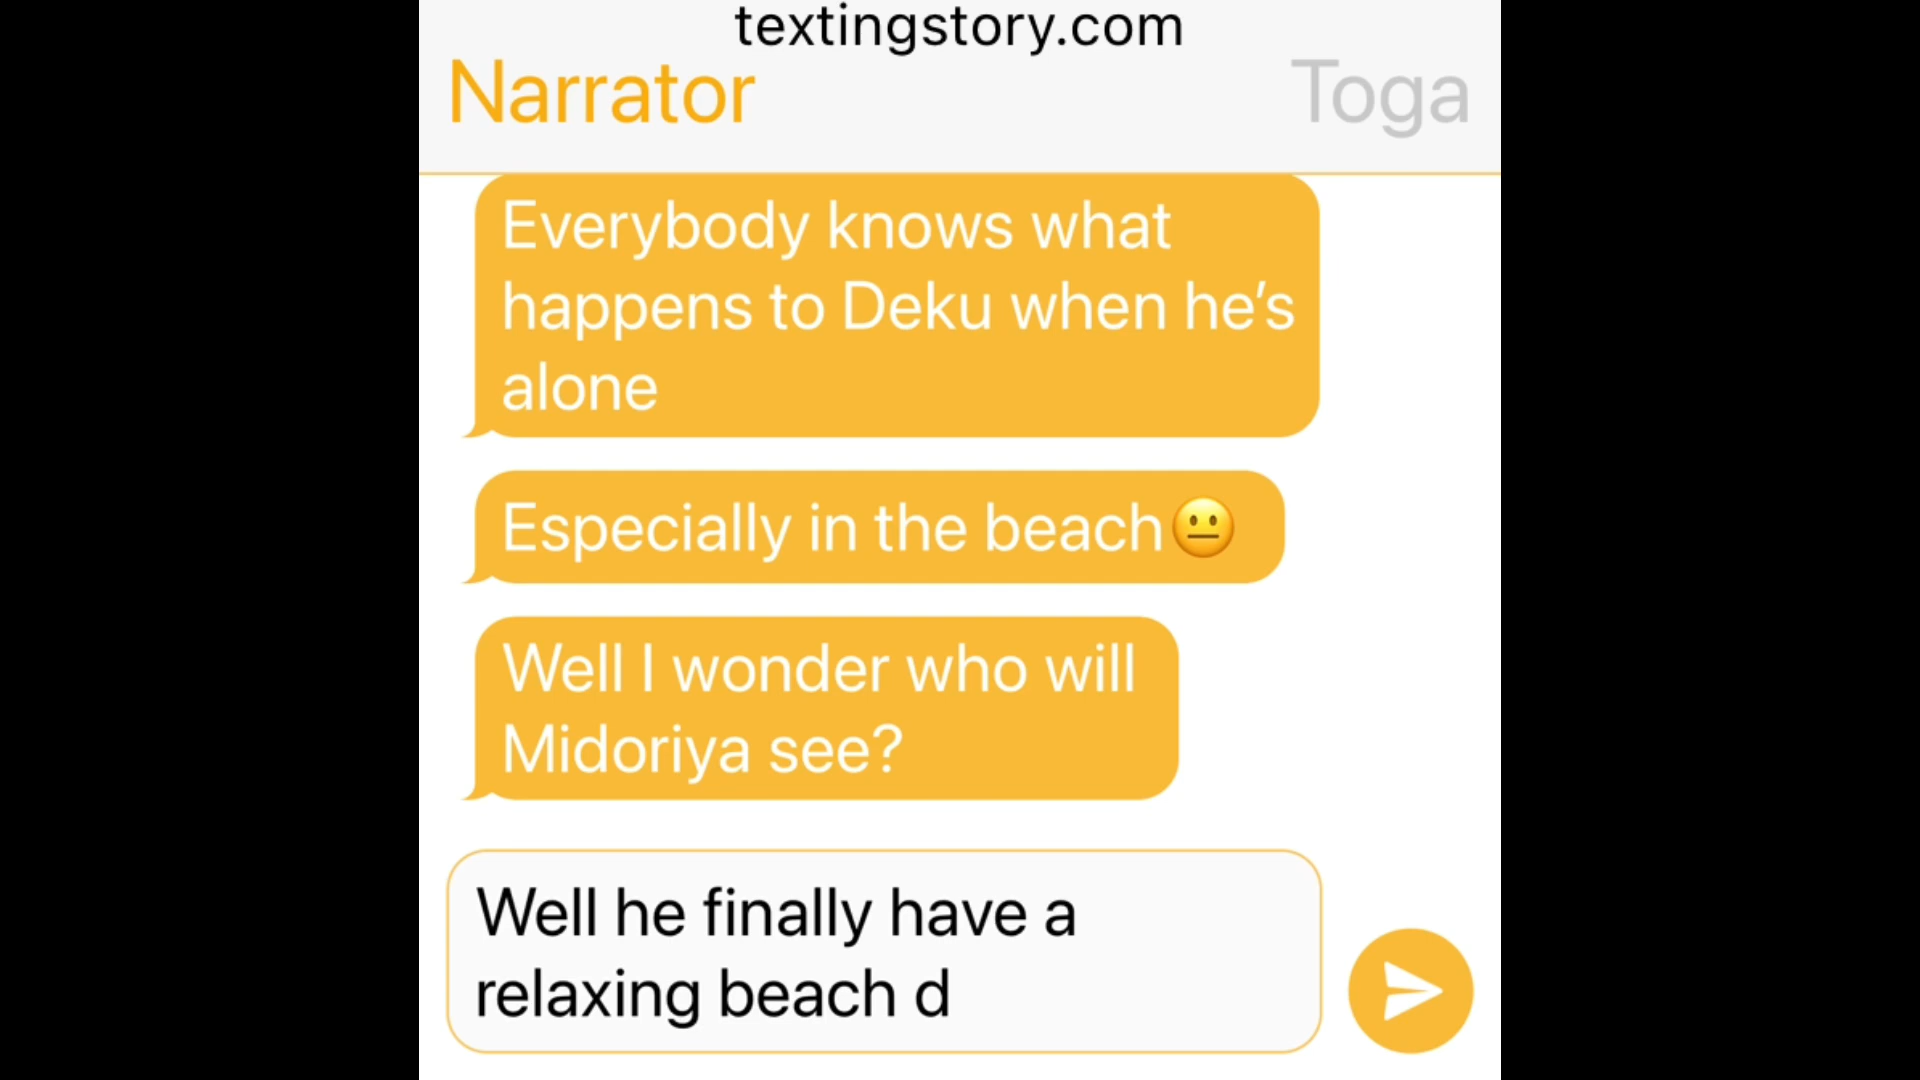 textingstory.com
Narrator
Toga
Everybody knows what
happens to Deku when he’s
alone
Especially in the beach😐
Well I wonder who will
Midoriya see?
Well he finally have a
relaxing beach d